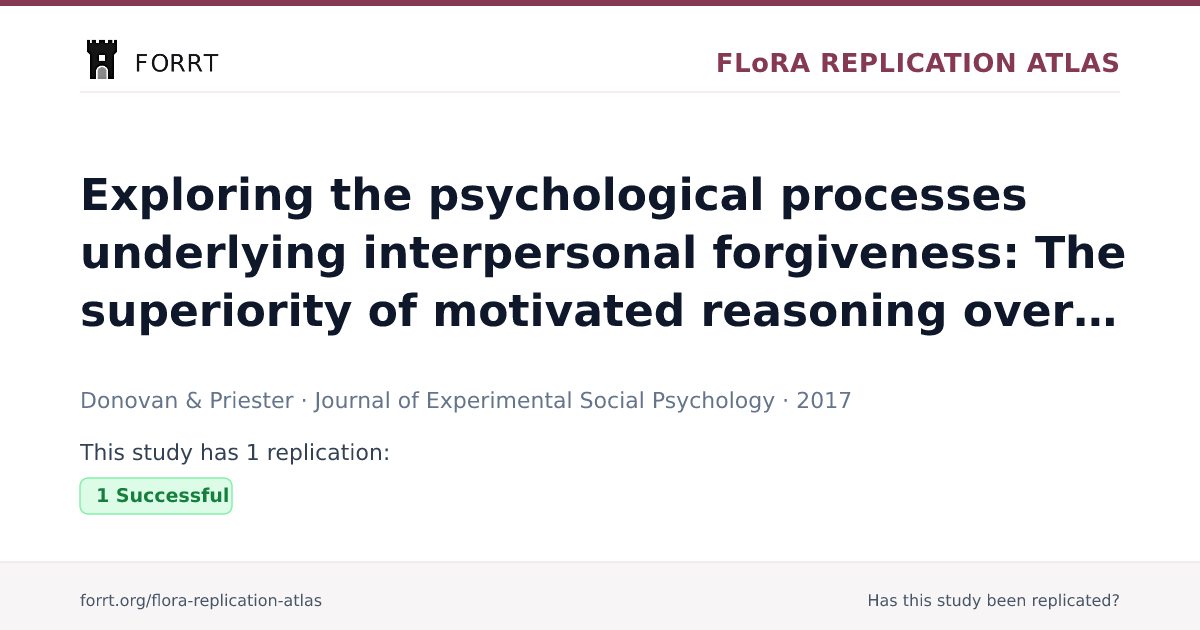 FORRT
FLoRA REPLICATION ATLAS
Exploring the psychological processes
underlying interpersonal forgiveness: The
superiority of motivated reasoning over…
Donovan & Priester · Journal of Experimental Social Psychology · 2017
This study has 1 replication:
1 Successful
forrt.org/flora-replication-atlas
Has this study been replicated?